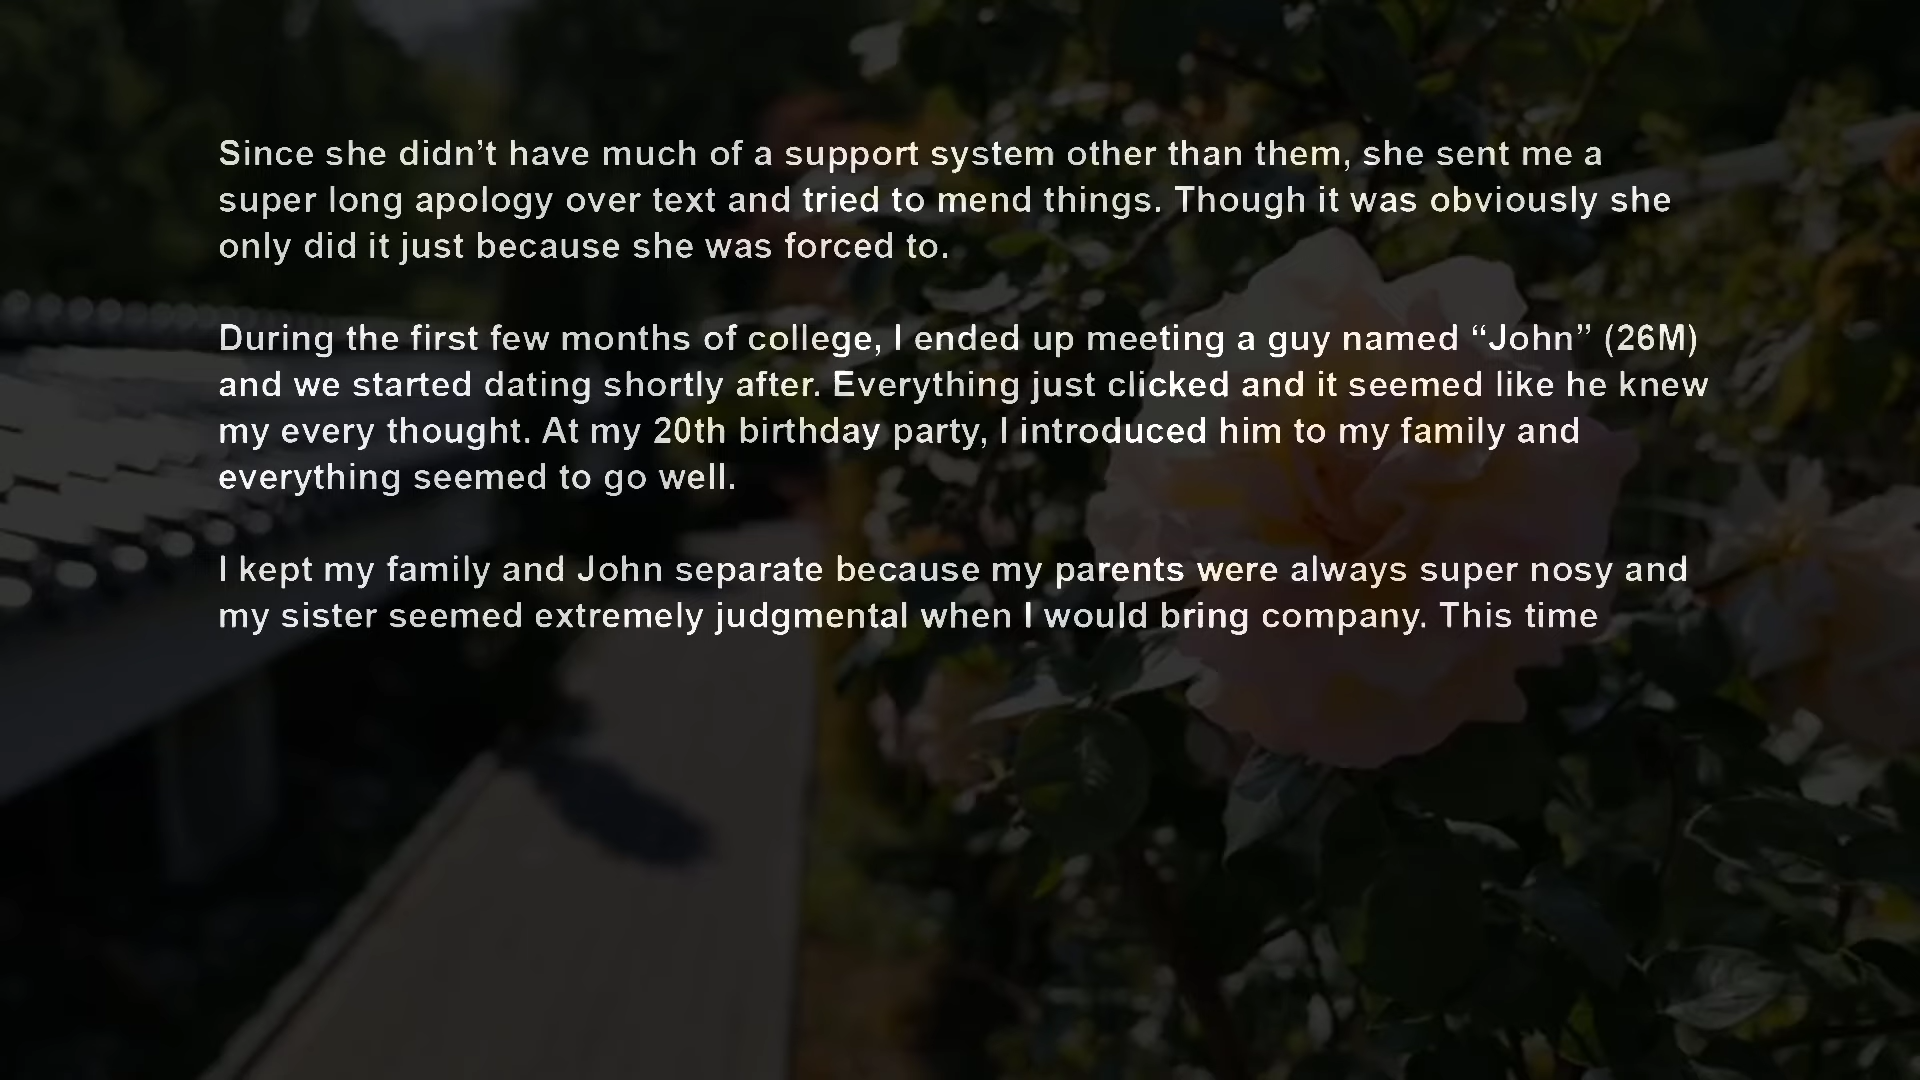 Since she didn’t have much of a support system other than them, she sent me a
super long apology over text and tried to mend things. Though it was obviously she
only did it just because she was forced to.
During the first few months of college, I ended up meeting a guy named “John” (26M)
and we started dating shortly after. Everything just clicked and it seemed like he knew
my every thought. At my 20th birthday party, I introduced him to my family and
everything seemed to go well.
I kept my family and John separate because my parents were always super nosy and
my sister seemed extremely judgmental when I would bring company. This time